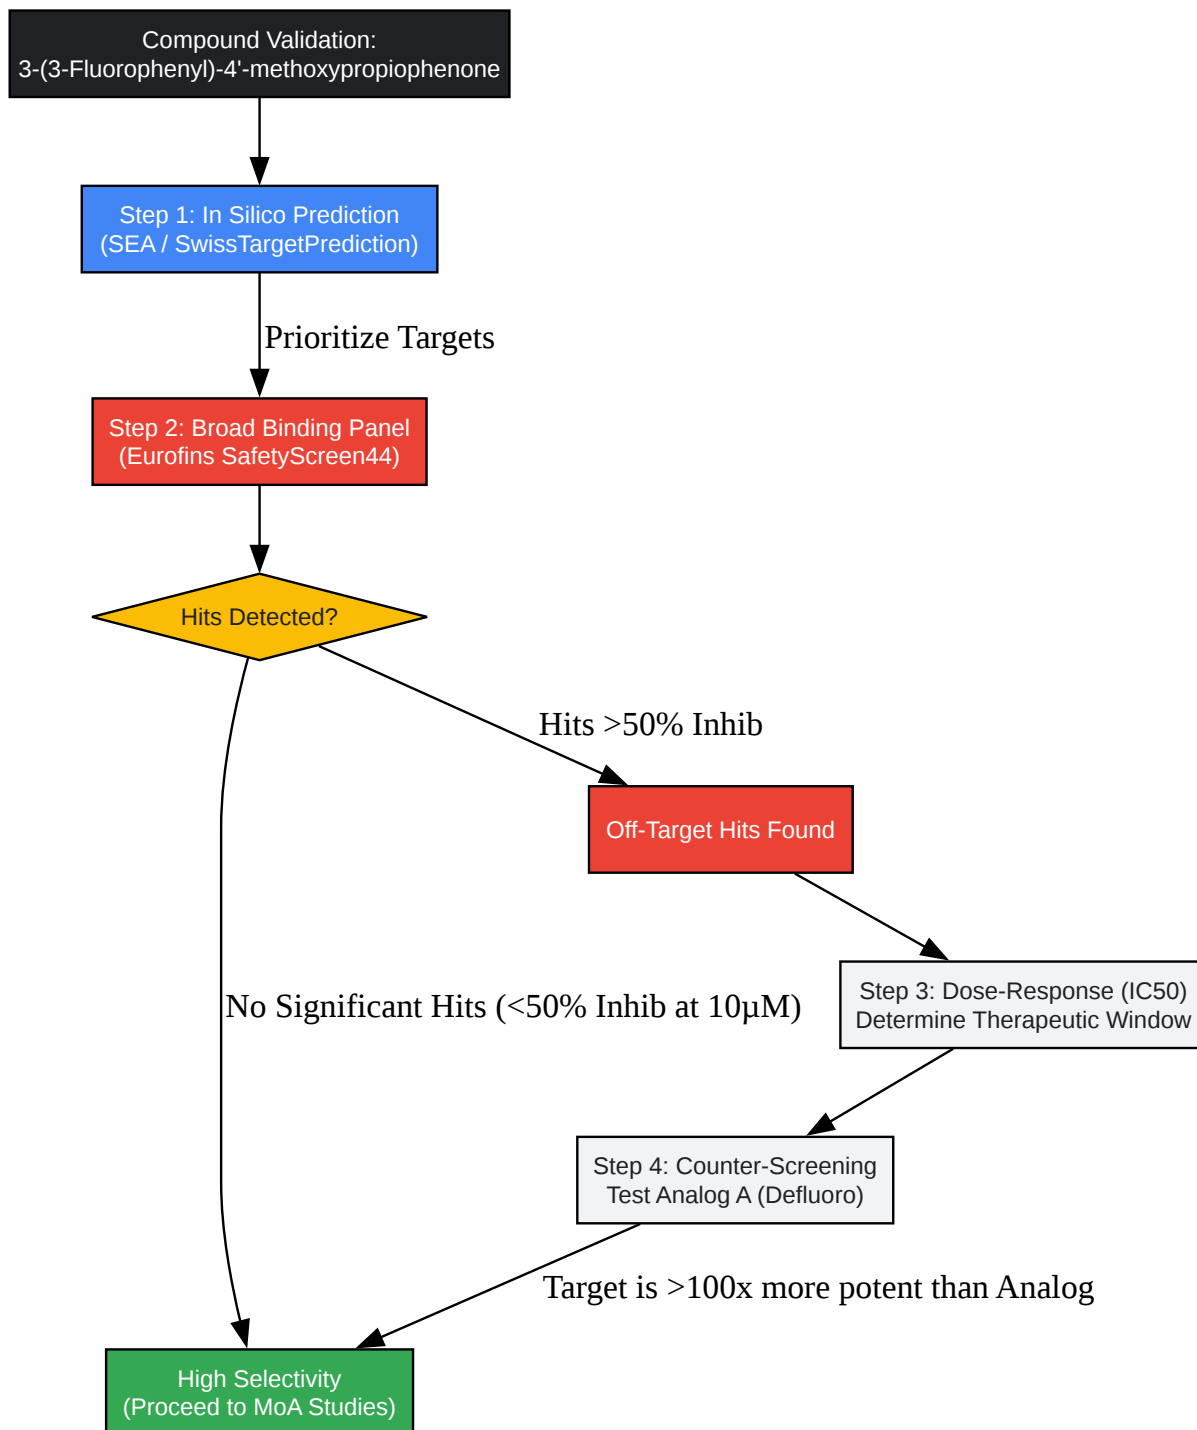 Compound Validation:
3-(3-Fluorophenyl)-4'-methoxypropiophenone
Step 1: In Silico Prediction
(SEA / SwissTargetPrediction)
Prioritize Targets
Step 2: Broad Binding Panel
(Eurofins SafetyScreen44)
Hits Detected?
Hits >50% Inhib
Off-Target Hits Found
Step 3: Dose-Response (IC50)
Determine Therapeutic Window
No Significant Hits (<50% Inhib at 10µM)
Step 4: Counter-Screening
Test Analog A (Defluoro)
Target is >100x more potent than Analog
High Selectivity
(Proceed to MoA Studies)